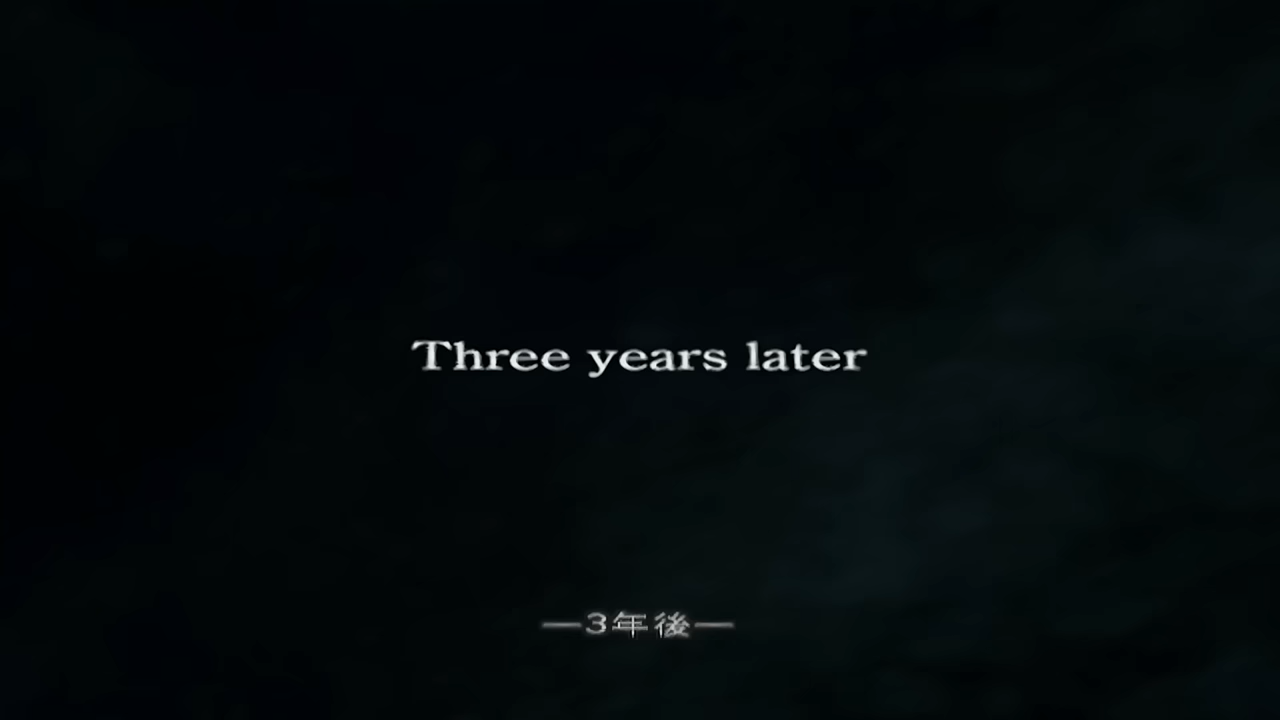 Three years later
—3年後—